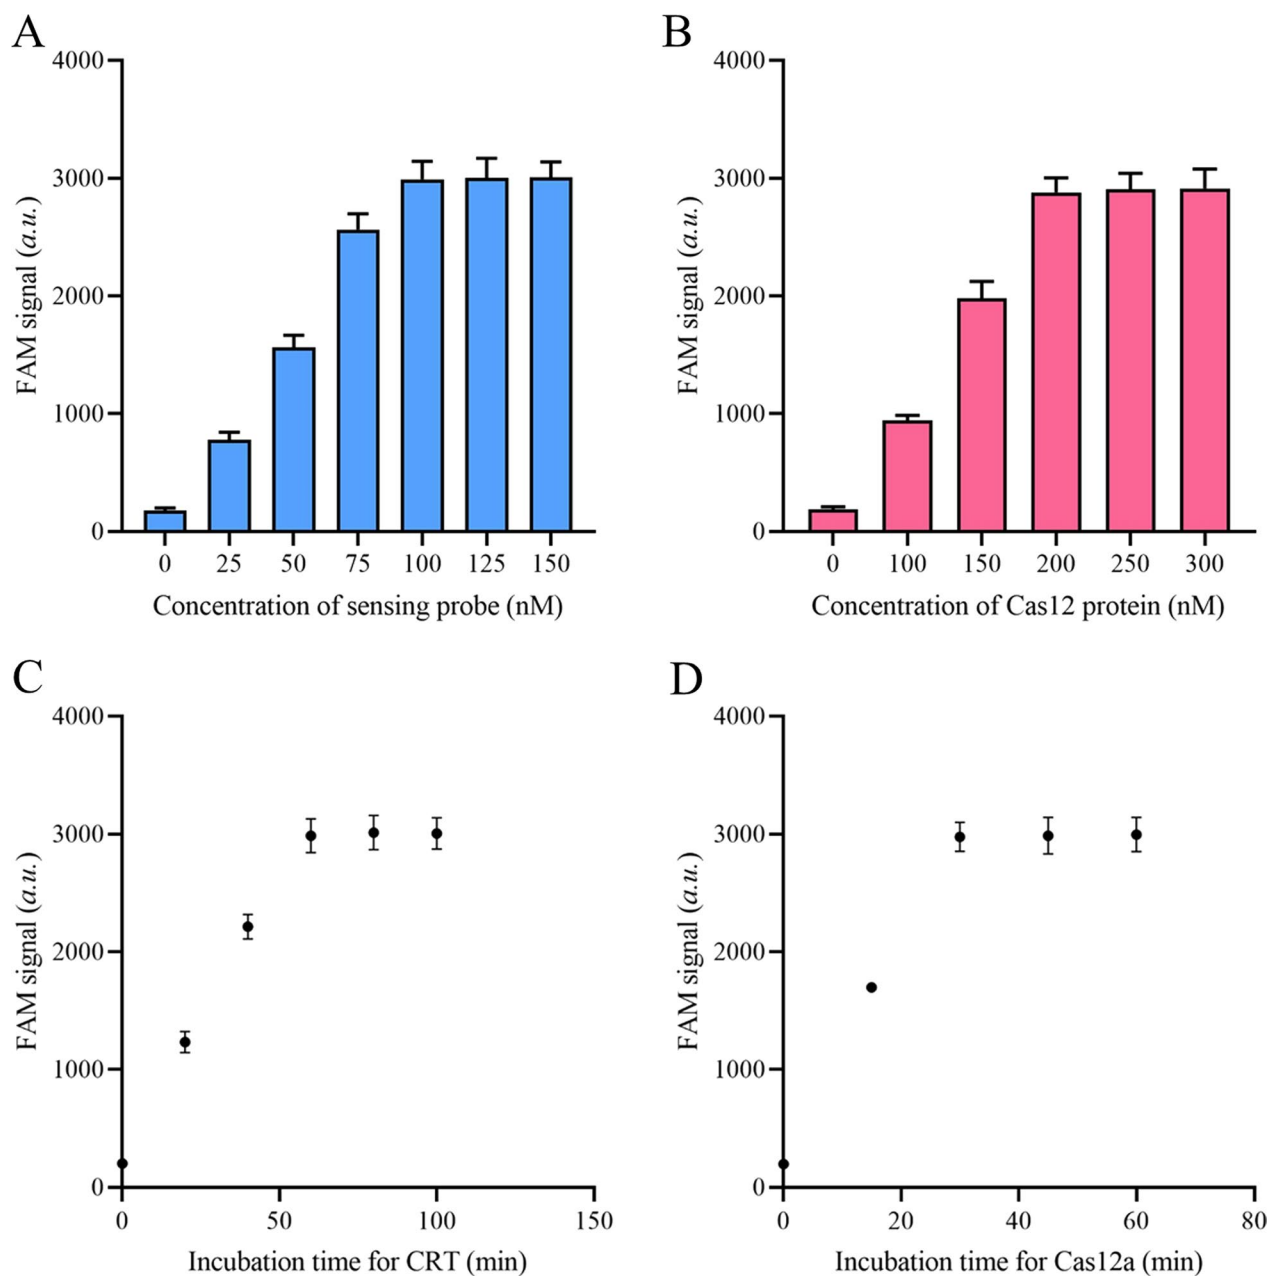 A
4000
3000
2000
1000
0
FAM signal (a.u.)
0 25 50 75 100 125 150
Concentration of sensing probe (nM)
B
4000
3000
2000
1000
0
FAM signal (a.u.)
0 100 150 200 250 300
Concentration of Cas12 protein (nM)
C
4000
3000
2000
1000
0
FAM signal (a.u.)
0 50 100 150
Incubation time for CRT (min)
D
4000
3000
2000
1000
0
FAM signal (a.u.)
0 20 40 60 80
Incubation time for Cas12a (min)